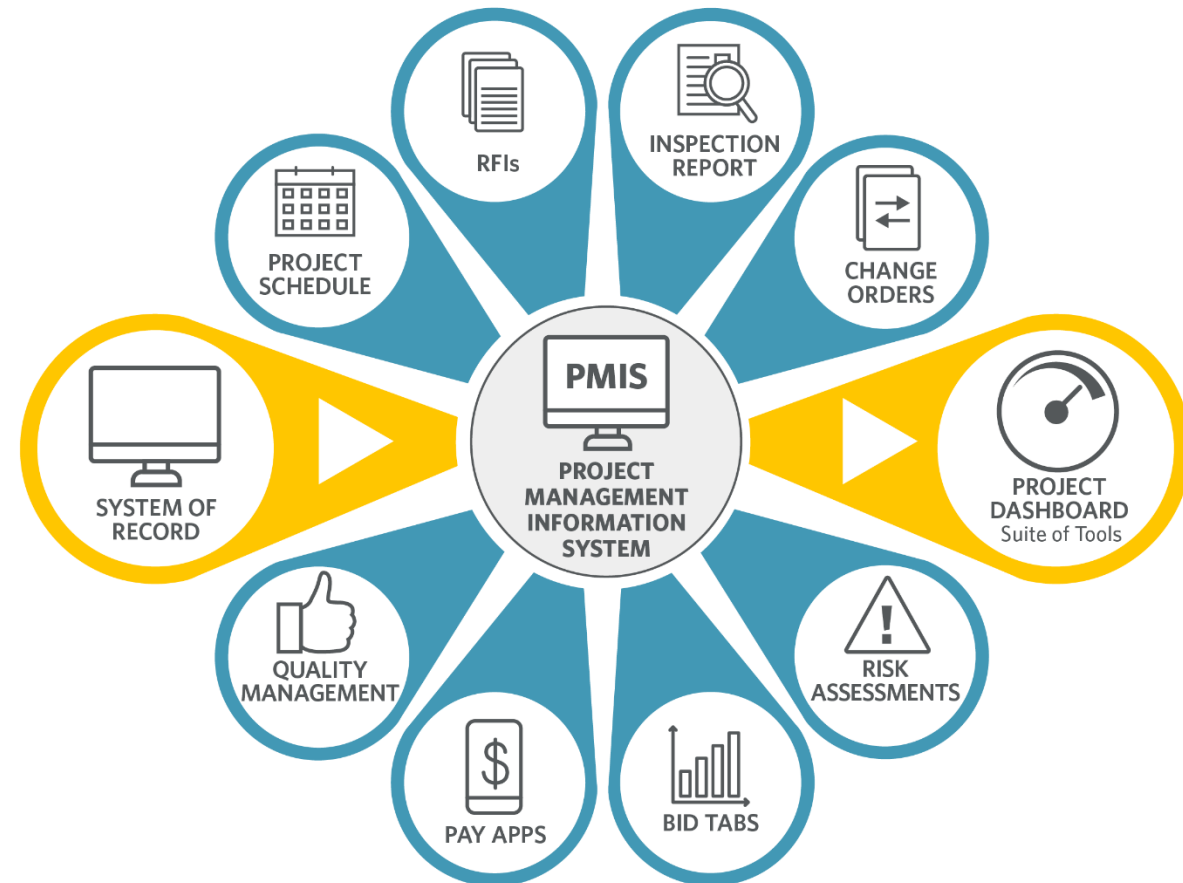 RFIs
INSPECTION
REPORT
PROJECT
SCHEDULE
CHANGE
ORDERS
SYSTEM OF
RECORD
PMIS
PROJECT
MANAGEMENT
INFORMATION
SYSTEM
PROJECT
DASHBOARD
Suite of Tools
QUALITY
MANAGEMENT
RISK
ASSESSMENTS
$
PAY APPS
BID TABS